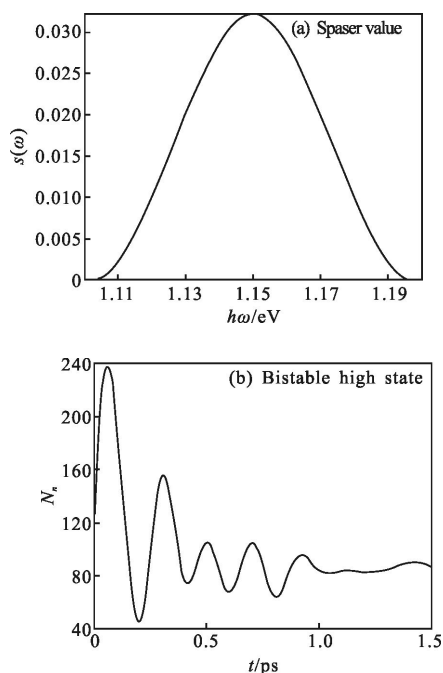 (a) Spaser value
0.030
0.025
0.020
0.015
0.010
0.005
0
s(ω)
1.11 1.13 1.15 1.17 1.19
hω/eV
(b) Bistable high state
240
200
160
120
80
40
Nₙ
0 0.5 1.0 1.5
t/ps